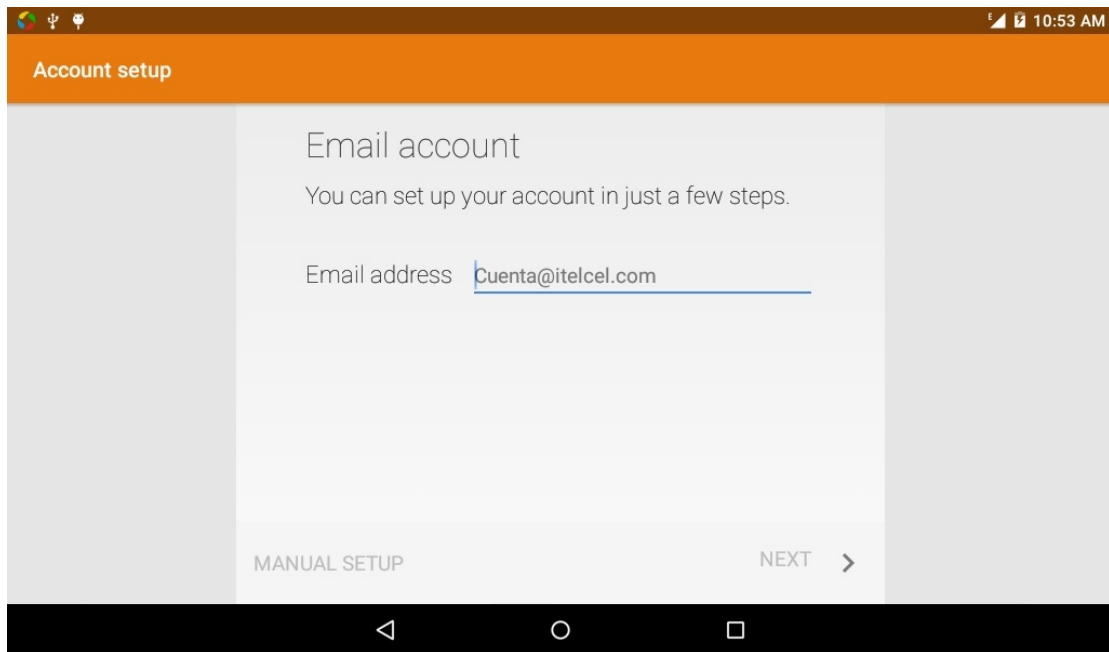 E 10:53 AM
Account setup
Email account
You can set up your account in just a few steps.
Email address Cuenta@itelcel.com
MANUAL SETUP NEXT